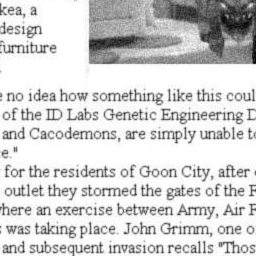 kea, a
design
furniture
e no idea how something like this coul
of the ID Labs Genetic Engineering D
and Cacodemons, are simply unable to
e."
for the residents of Goon City, after
outlet they stormed the gates of the F
where an exercise between Army, Air F
s was taking place. John Grimm, one o
and subsequent invasion recalls "Thos